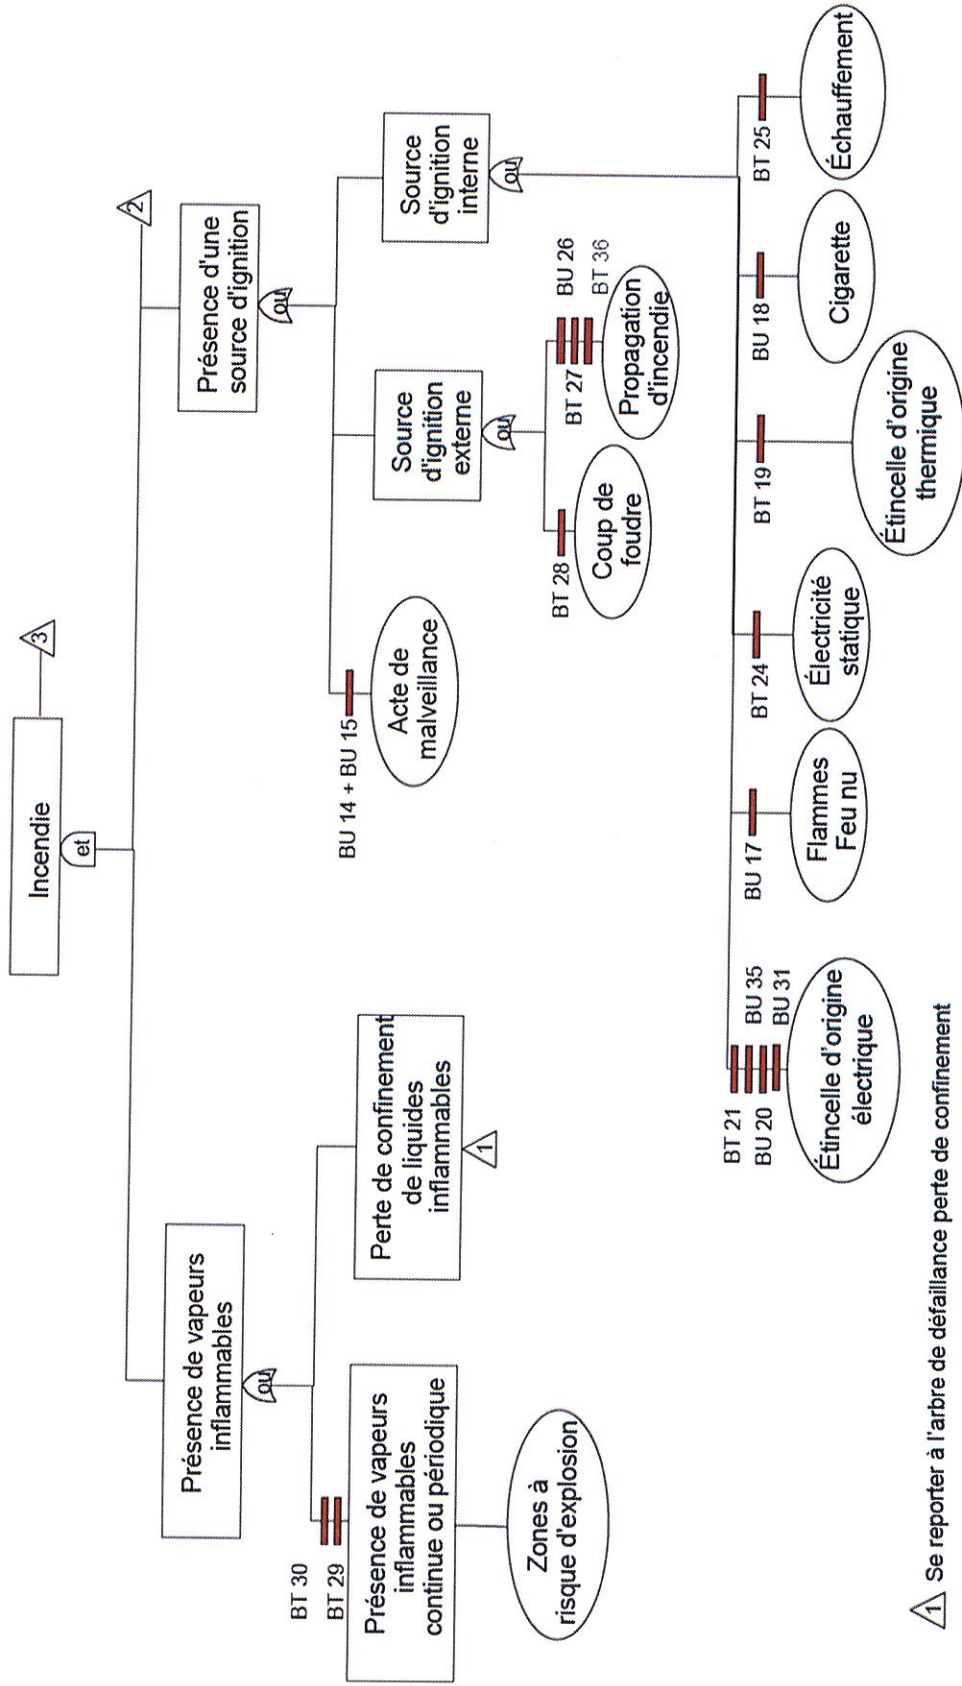 Incendie
3
et
2
Présence de vapeurs
inflammables
ou
Présence d'une
source d'ignition
ou
BT 30
BT 29
Présence de vapeurs
inflammables
continue ou périodique
Zones à
risque d'explosion
Perte de confinement
de liquides
inflammables
1
BU 14 + BU 15
Acte de
malveillance
Source
d'ignition
externe
ou
BT 28
Coup de
foudre
BU 26
BT 27
BT 36
Propagation
d'incendie
Source
d'ignition
interne
ou
BT 21
BU 35
BU 20
BU 31
Étincelle d'origine
électrique
BU 17
Flammes
Feu nu
BT 24
Électricité
statique
BT 19
Étincelle d'origine
thermique
BU 18
Cigarette
BT 25
Échauffement
1 Se reporter à l'arbre de défaillance perte de confinement